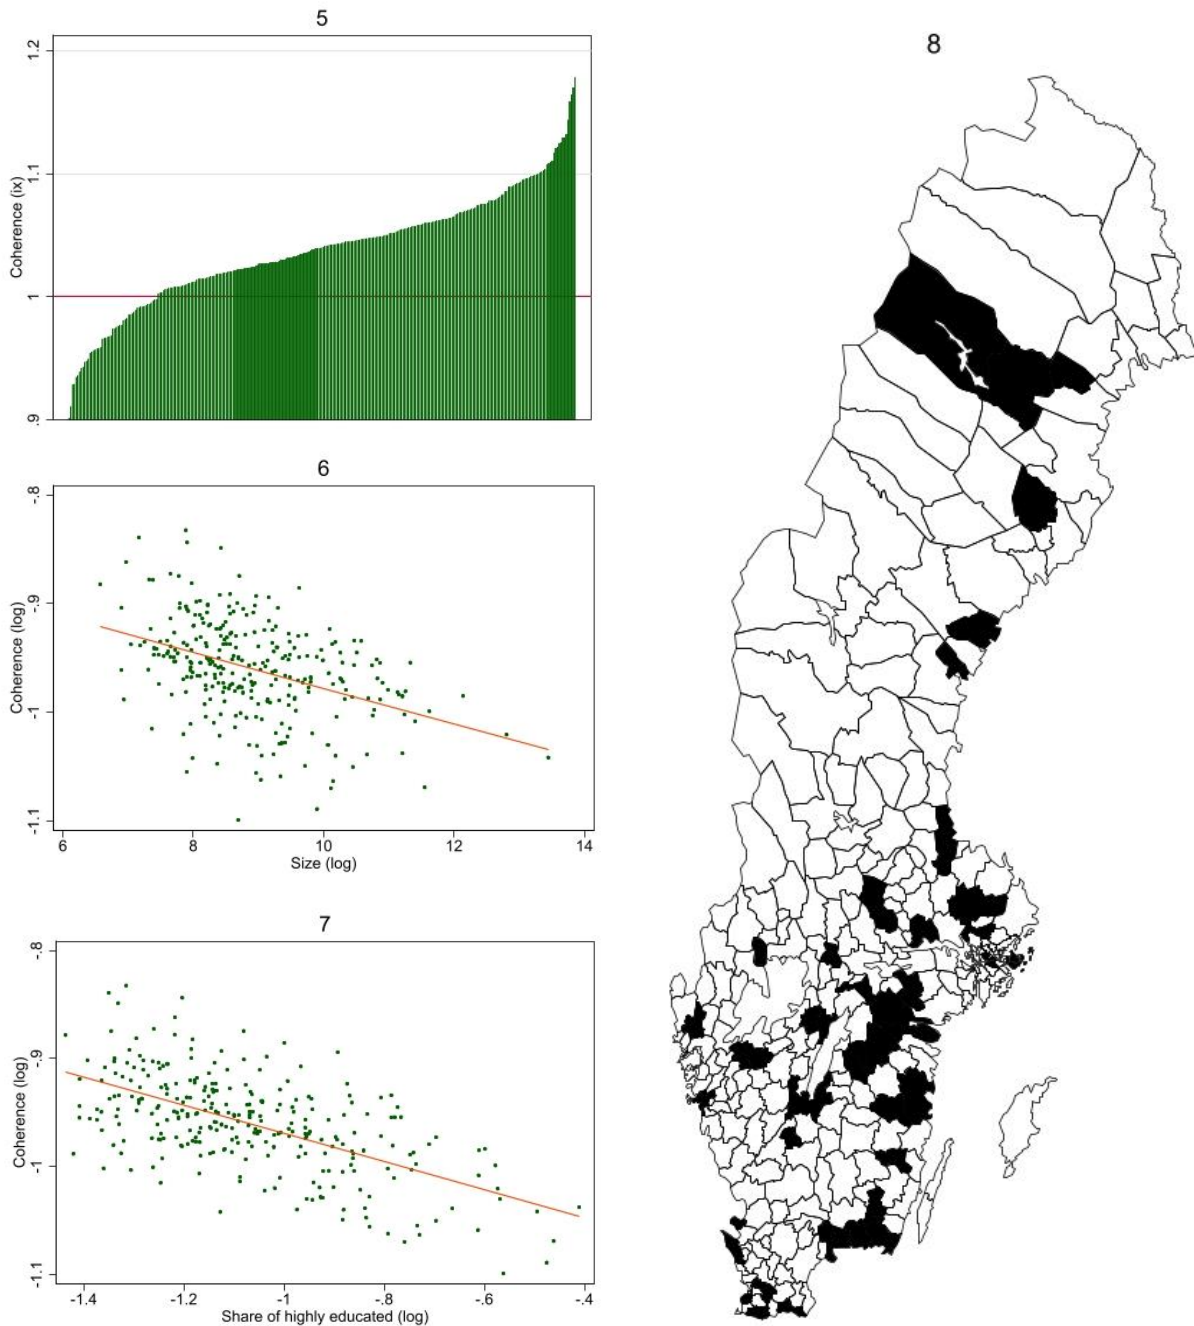 5
Coherence (ix)
1.2
1.1
1
.9
6
Coherence (log)
-.8
-.9
-1
-1.1
6 8 10 12 14
Size (log)
7
Coherence (log)
-.8
-.9
-1
-1.1
-1.4 -1.2 -1 -.8 -.6 -.4
Share of highly educated (log)
8